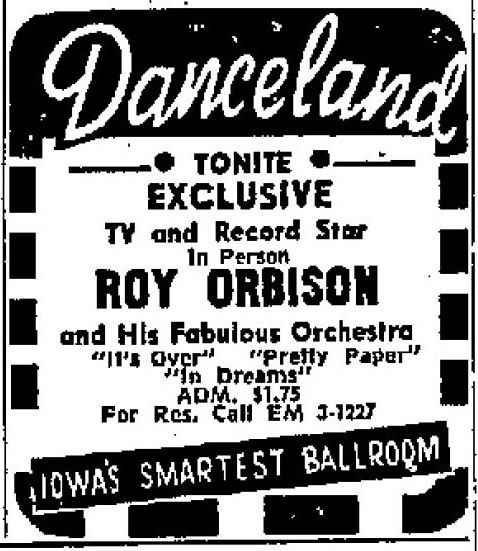 Danceland
TONITE
EXCLUSIVE
TV and Record Star
In Person
ROY ORBISON
and His Fabulous Orchestra
"It's Over" "Pretty Paper"
"In Dreams"
ADM. $1.75
For Res. Call EM 3-1227
IOWA'S SMARTEST BALLROOM